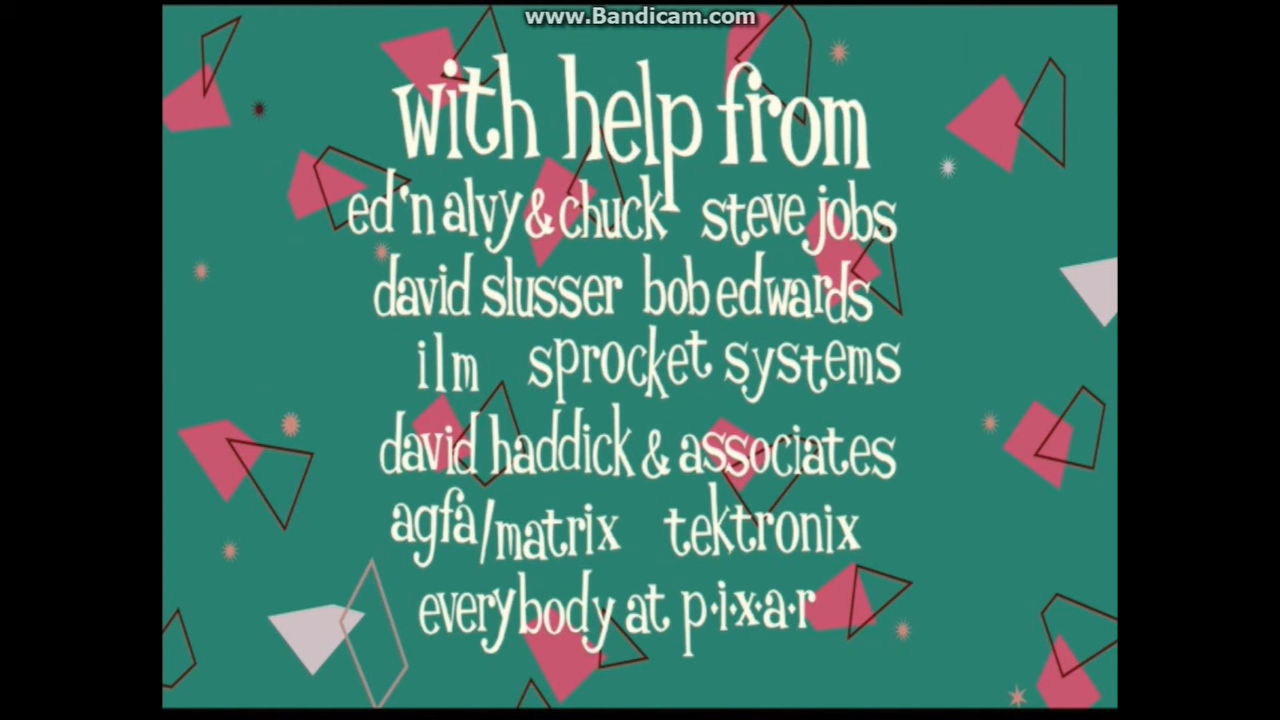 www.Bandicam.com
with help from
ed 'n alvy & chuck steve jobs
david slusser bob edwards
ilm sprocket systems
david haddick & associates
agfa/matrix tektronix
everybody at p·i·x·a·r